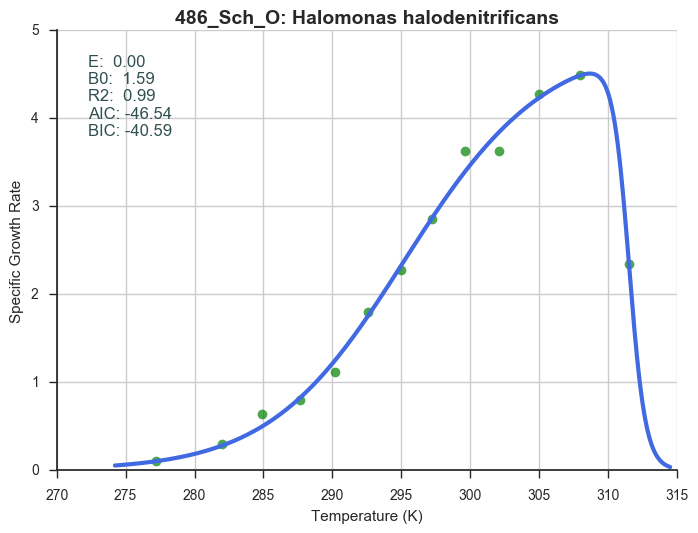 486_Sch_O: Halomonas halodenitrificans
E:  0.00
B0:  1.59
R2:  0.99
AIC: -46.54
BIC: -40.59
5
4
3
2
1
0
Specific Growth Rate
270 275 280 285 290 295 300 305 310 315
Temperature (K)